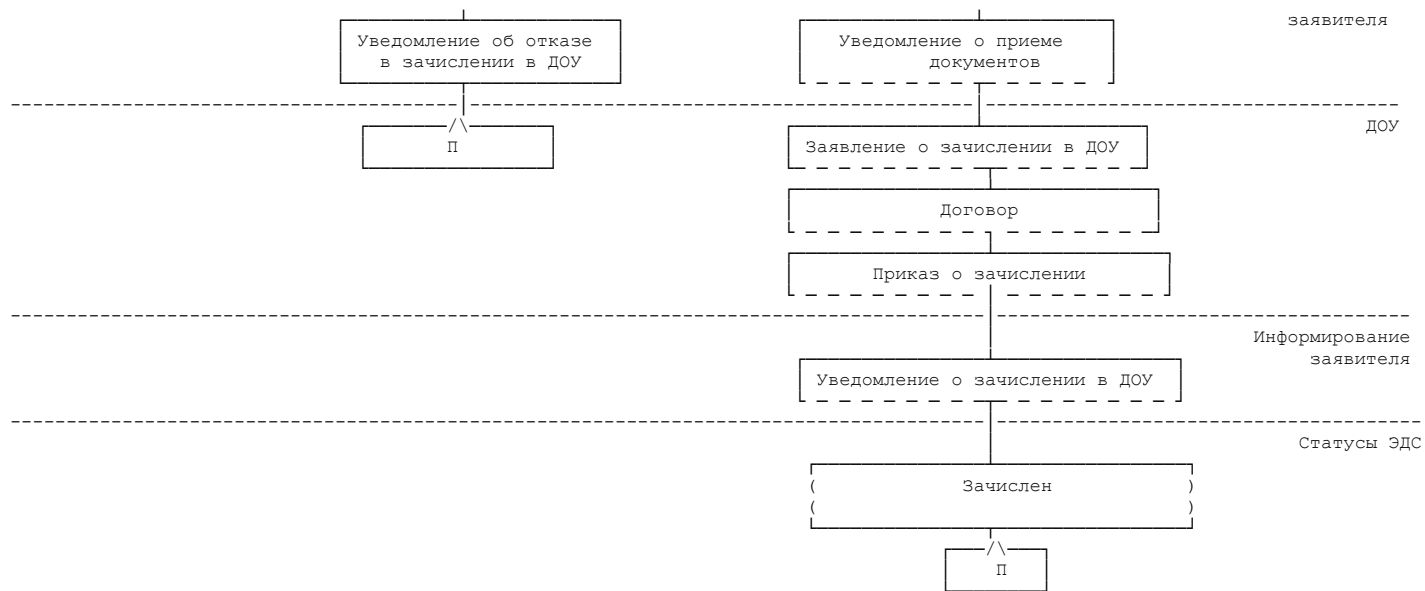 заявителя
Уведомление об отказе
в зачислении в ДОУ
Уведомление о приеме
документов
ДОУ
П
Заявление о зачислении в ДОУ
Договор
Приказ о зачислении
Информирование
заявителя
Уведомление о зачислении в ДОУ
Статусы ЭДС
Зачислен
П